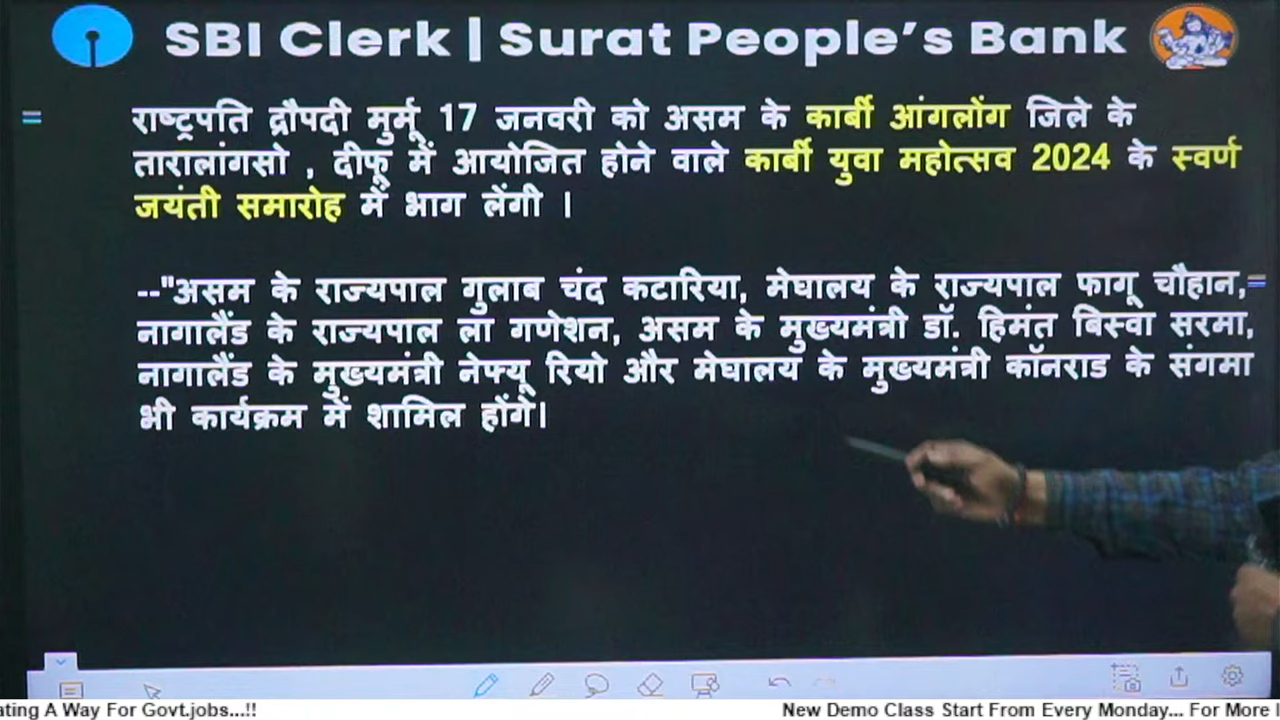 SBI Clerk | Surat People's Bank
राष्ट्रपति द्रौपदी मुर्मू 17 जनवरी को असम के कार्बी आंगलोंग जिले के
तारालांगसो , दीफू में आयोजित होने वाले कार्बी युवा महोत्सव 2024 के स्वर्ण
जयंती समारोह में भाग लेंगी ।
--"असम के राज्यपाल गुलाब चंद कटारिया, मेघालय के राज्यपाल फागू चौहान,
नागालैंड के राज्यपाल ला गणेशन, असम के मुख्यमंत्री डॉ. हिमंत बिस्वा सरमा,
नागालैंड के मुख्यमंत्री नेफ्यू रियो और मेघालय के मुख्यमंत्री कॉनराड के संगमा
भी कार्यक्रम में शामिल होंगे।
ating A Way For Govt.jobs...!! New Demo Class Start From Every Monday... For More